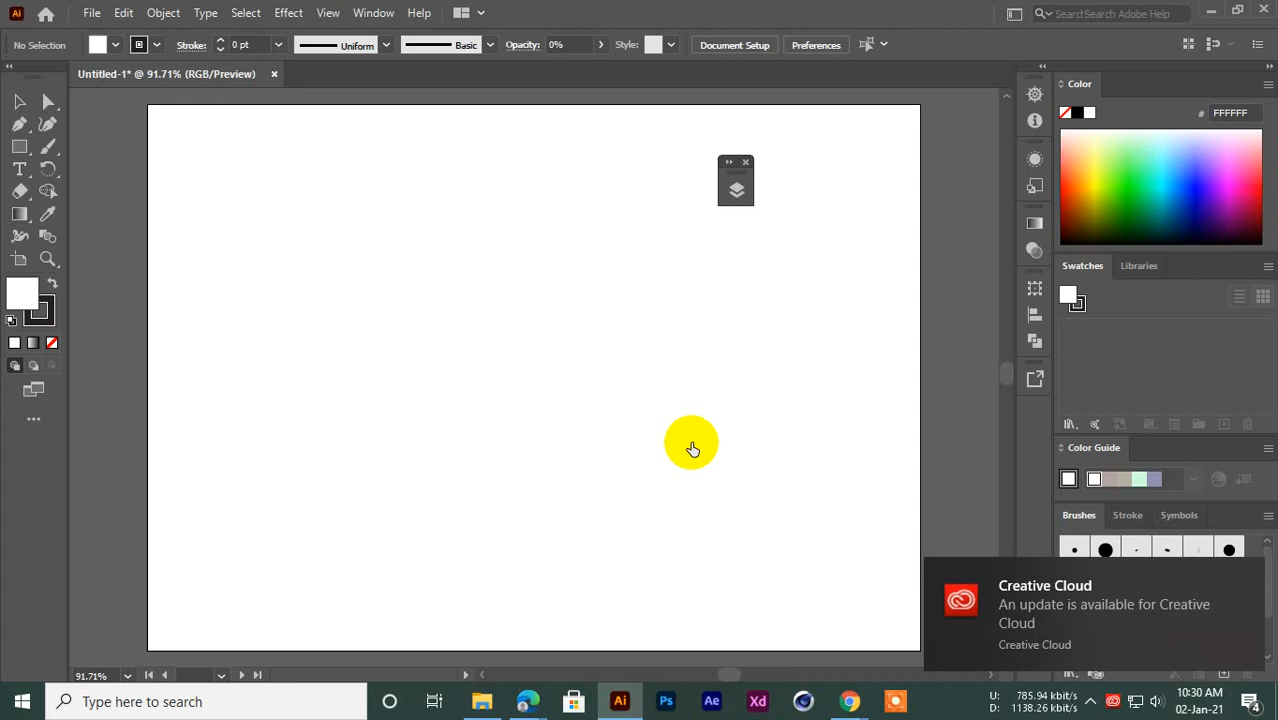 Ai File Edit Object Type Select Effect View Window Help SearchSearch Adobe Help
No Selection Stroke: 0 pt Uniform Basic Opacity: 0% Style: Document Setup Preferences
Untitled-1* @ 91.71% (RGB/Preview)
Color
# FFFFFF
Swatches Libraries
Color Guide
Brushes Stroke Symbols
Creative Cloud
An update is available for Creative
Cloud
Creative Cloud
91.71%
Type here to search Ai Ps Ae Xd
U: 785.94 kbit/s
D: 1138.26 kbit/s
10:30 AM
02-Jan-21
4